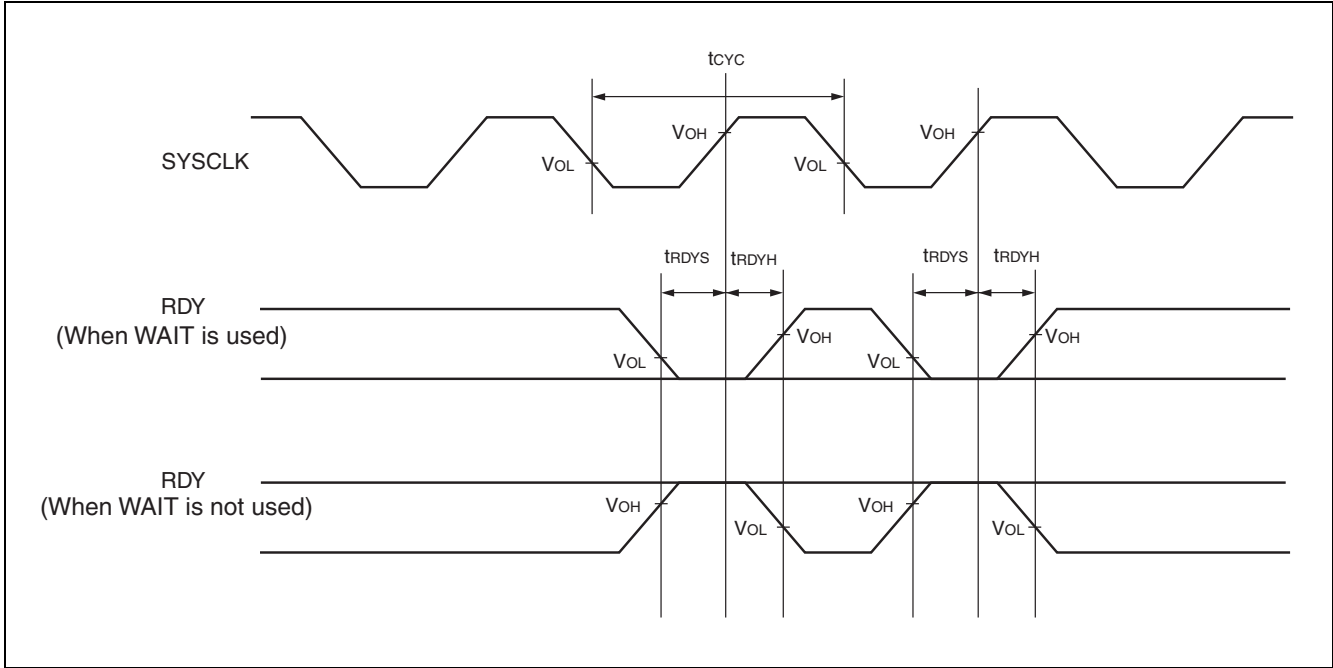 tCYC
VOH
VOH
SYSCLK
VOL
VOL
tRDYS
tRDYH
tRDYS
tRDYH
RDY
(When WAIT is used)
VOH
VOH
VOL
VOL
RDY
(When WAIT is not used)
VOH
VOH
VOL
VOL